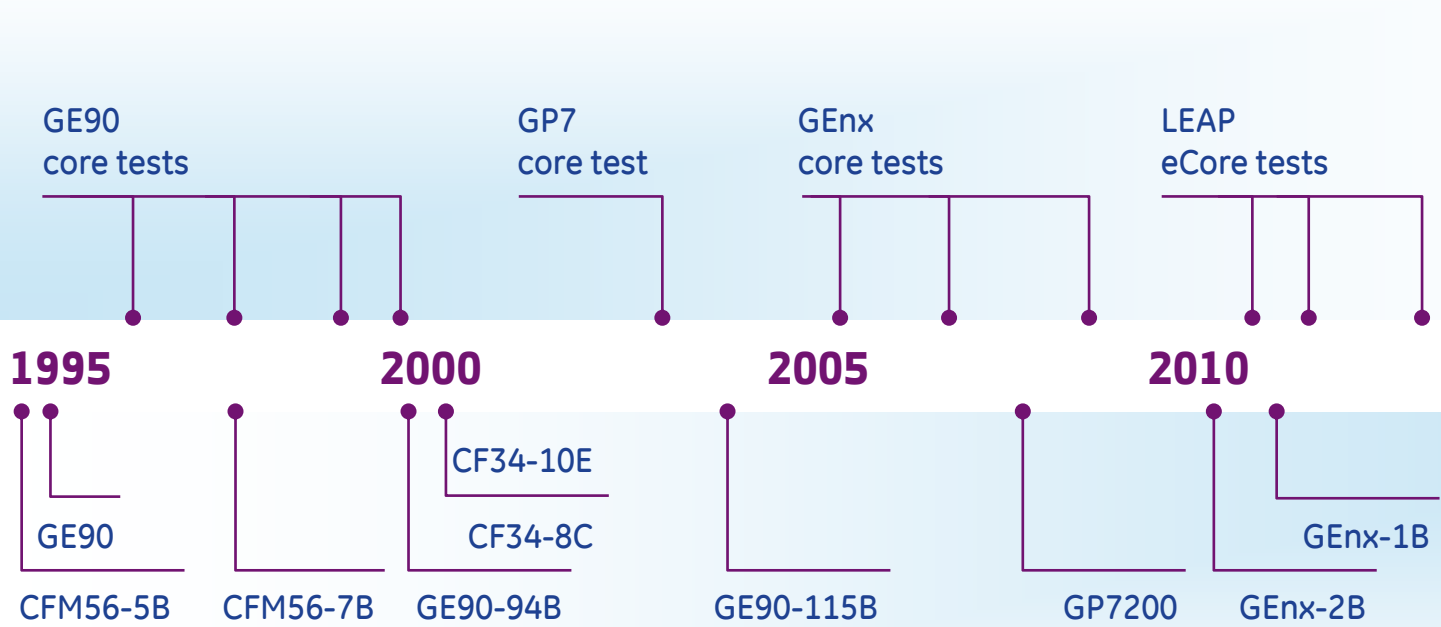 GE90
core tests
GP7
core test
GEnx
core tests
LEAP
eCore tests
1995
2000
2005
2010
CF34-10E
GE90
CF34-8C
GEnx-1B
CFM56-5B
CFM56-7B
GE90-94B
GE90-115B
GP7200
GEnx-2B